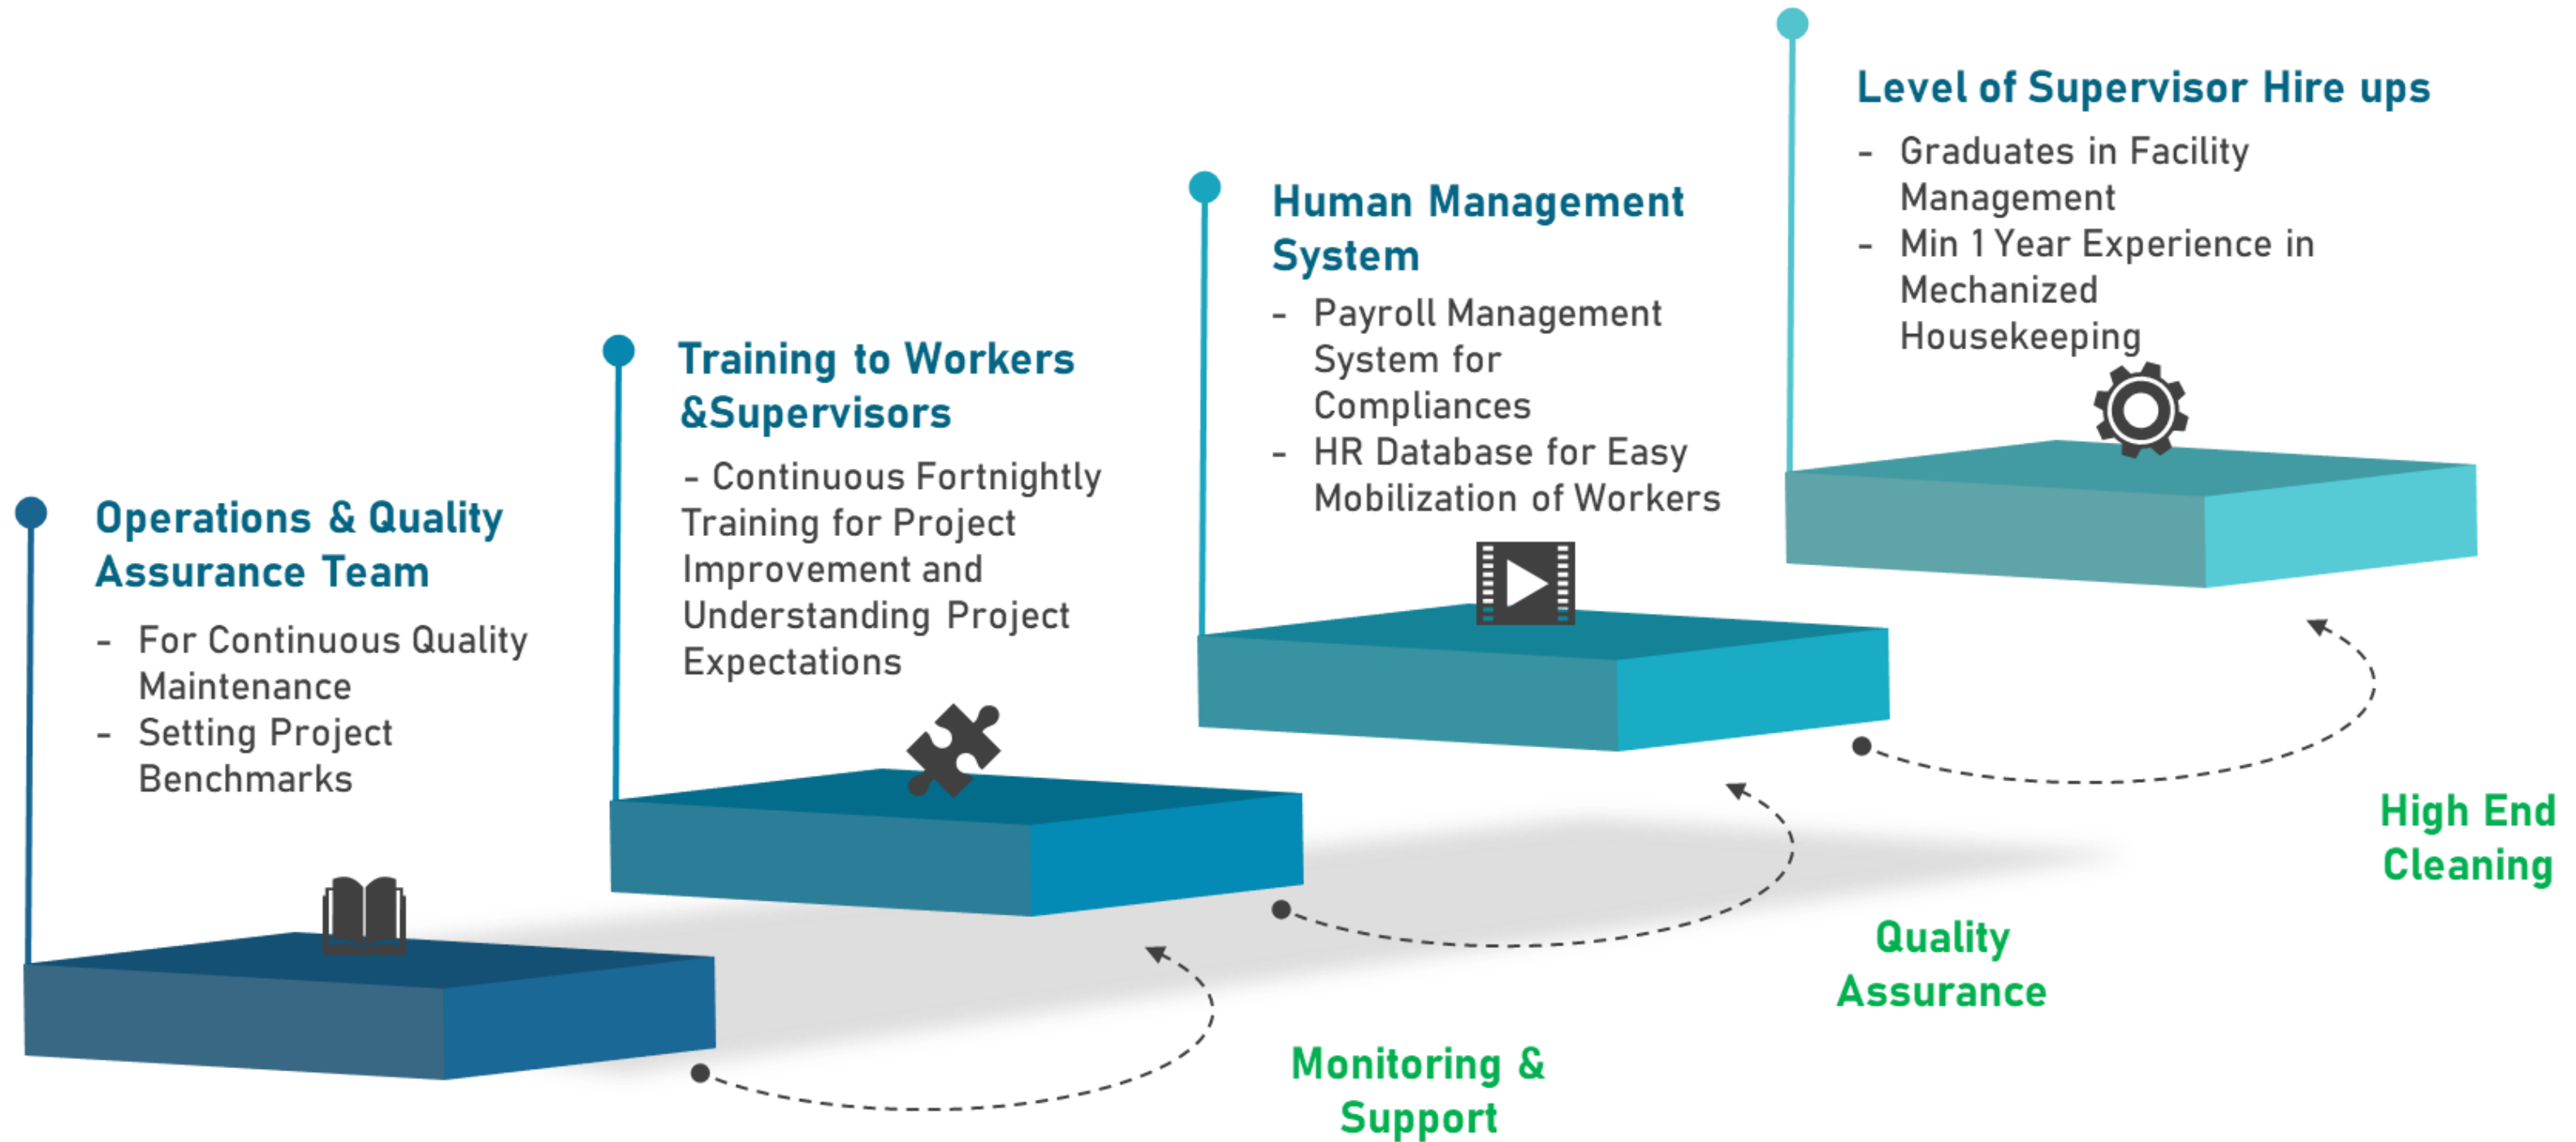 Operations & Quality
Assurance Team
- For Continuous Quality
Maintenance
- Setting Project
Benchmarks
Training to Workers
&Supervisors
- Continuous Fortnightly
Training for Project
Improvement and
Understanding Project
Expectations
Human Management
System
- Payroll Management
System for
Compliances
- HR Database for Easy
Mobilization of Workers
Level of Supervisor Hire ups
- Graduates in Facility
Management
- Min 1 Year Experience in
Mechanized
Housekeeping
Monitoring &
Support
Quality
Assurance
High End
Cleaning